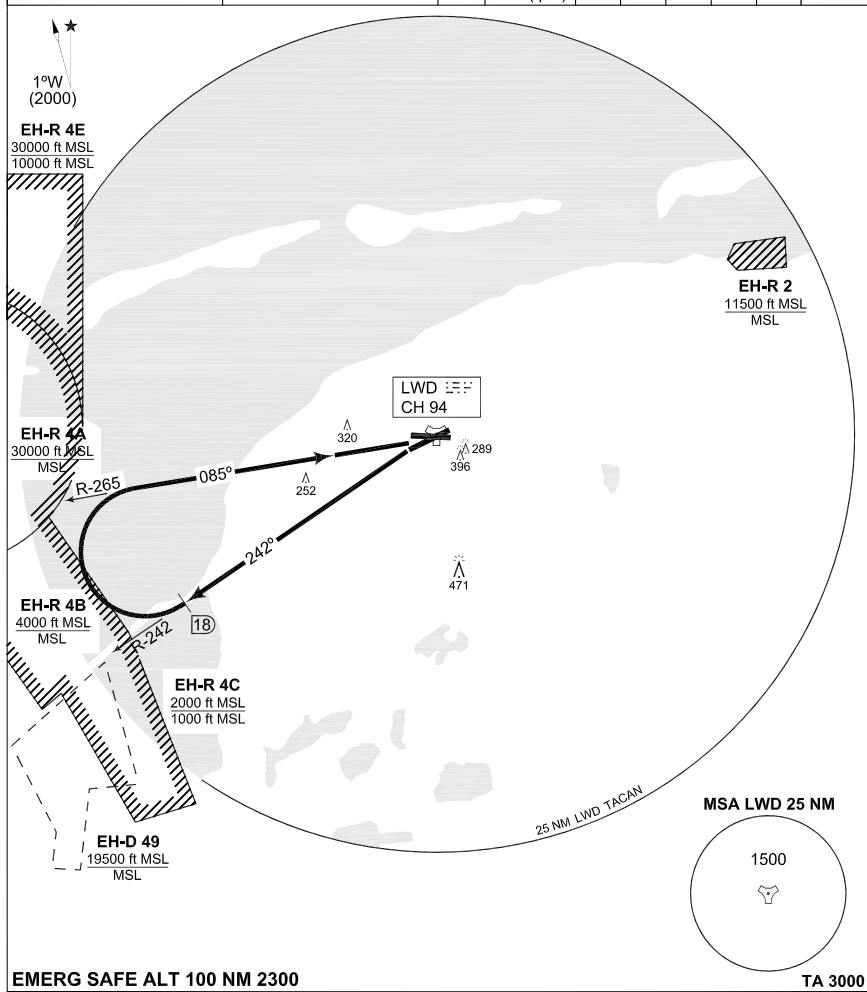 1°W
(2000)
EH-R 4E
30000 ft MSL
10000 ft MSL
EH-R 2
11500 ft MSL
MSL
LWD
CH 94
320
289
396
EH-R 4A
30000 ft MSL
MSL
R-265
085°
252
242°
471
EH-R 4B
4000 ft MSL
MSL
18
R-242
EH-R 4C
2000 ft MSL
1000 ft MSL
25 NM LWD TACAN
MSA LWD 25 NM
1500
EH-D 49
19500 ft MSL
MSL
EMERG SAFE ALT 100 NM 2300
TA 3000